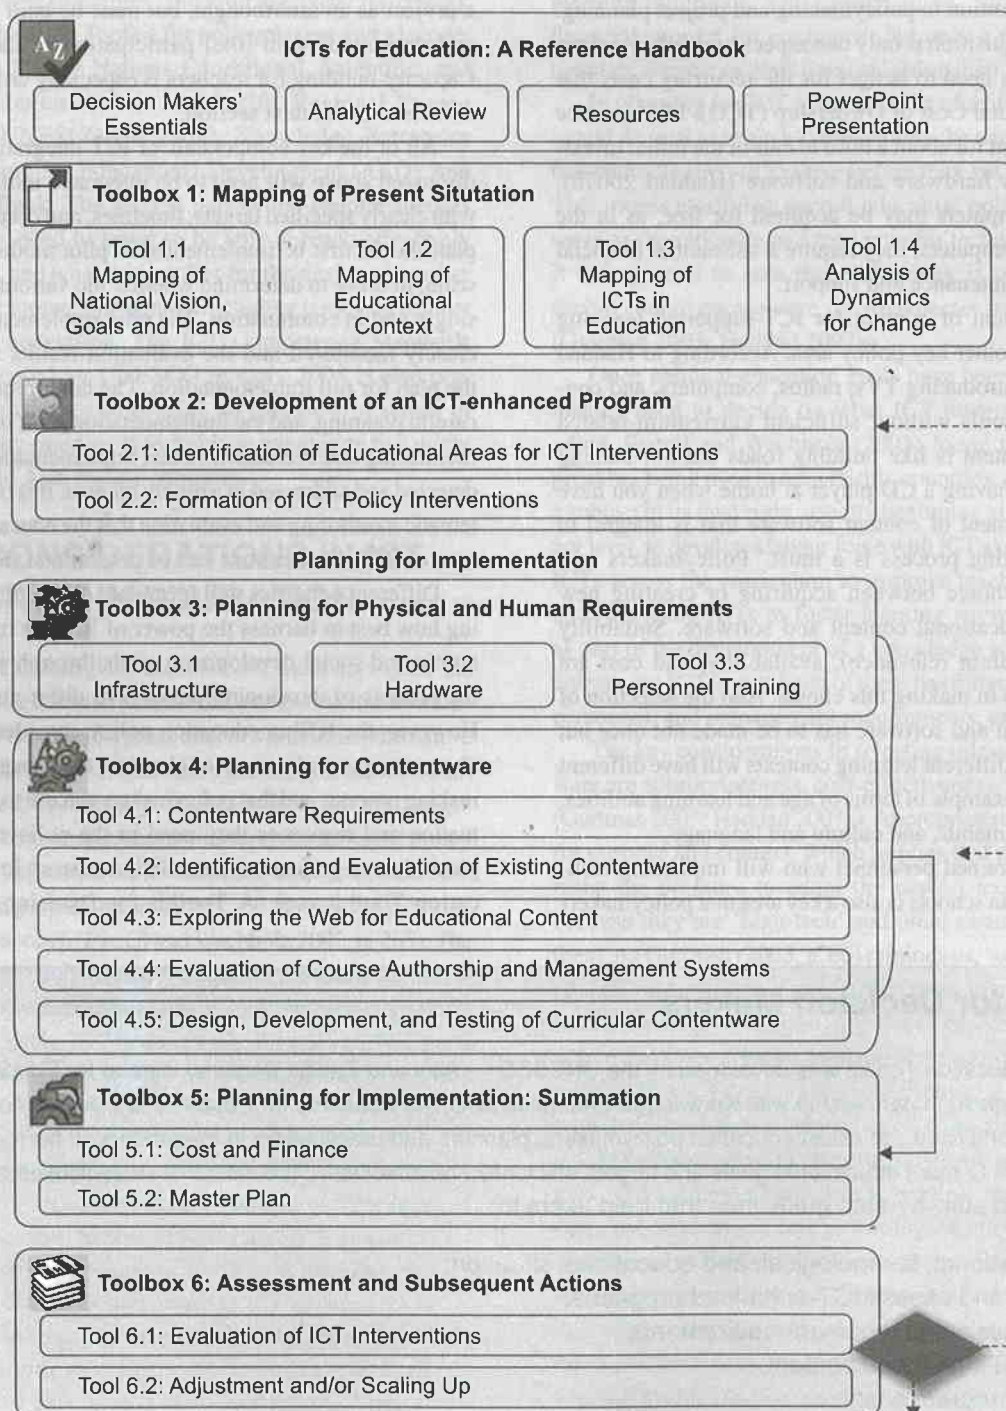 A Z
ICTs for Education: A Reference Handbook
Decision Makers'
Essentials
Analytical Review
Resources
PowerPoint
Presentation
Toolbox 1: Mapping of Present Situtation
Tool 1.1
Mapping of
National Vision,
Goals and Plans
Tool 1.2
Mapping of
Educational
Context
Tool 1.3
Mapping of
ICTs in
Education
Tool 1.4
Analysis of
Dynamics
for Change
Toolbox 2: Development of an ICT-enhanced Program
Tool 2.1: Identification of Educational Areas for ICT Interventions
Tool 2.2: Formation of ICT Policy Interventions
Planning for Implementation
Toolbox 3: Planning for Physical and Human Requirements
Tool 3.1
Infrastructure
Tool 3.2
Hardware
Tool 3.3
Personnel Training
Toolbox 4: Planning for Contentware
Tool 4.1: Contentware Requirements
Tool 4.2: Identification and Evaluation of Existing Contentware
Tool 4.3: Exploring the Web for Educational Content
Tool 4.4: Evaluation of Course Authorship and Management Systems
Tool 4.5: Design, Development, and Testing of Curricular Contentware
Toolbox 5: Planning for Implementation: Summation
Tool 5.1: Cost and Finance
Tool 5.2: Master Plan
Toolbox 6: Assessment and Subsequent Actions
Tool 6.1: Evaluation of ICT Interventions
Tool 6.2: Adjustment and/or Scaling Up